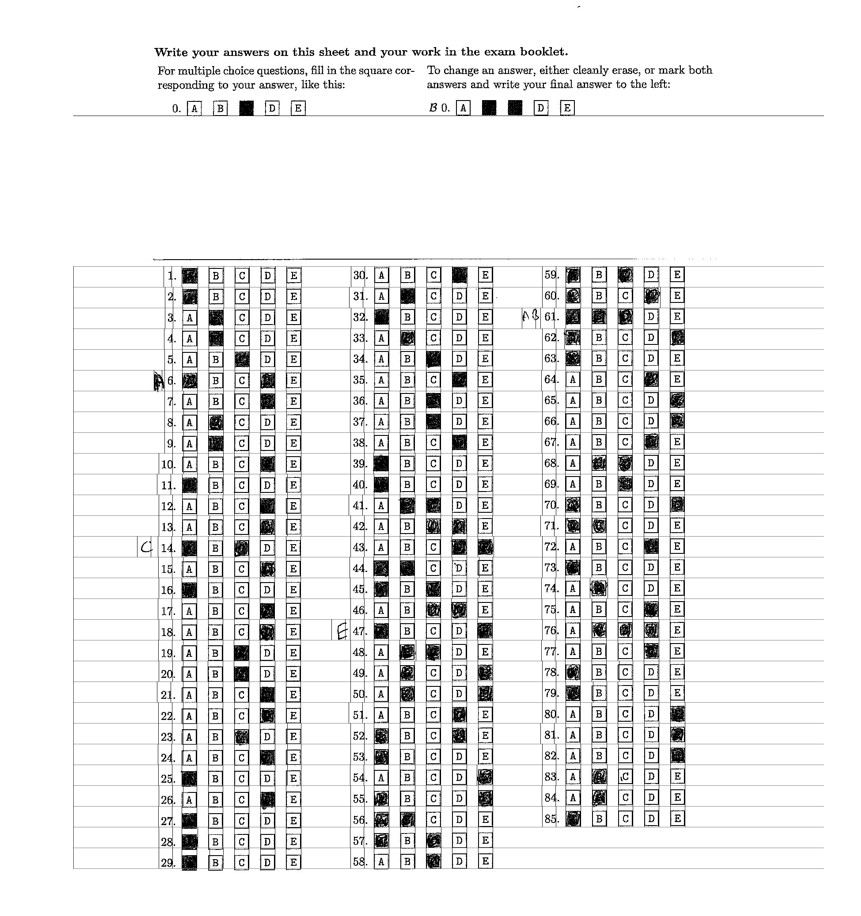 Write your answers on this sheet and your work in the exam booklet.
For multiple choice questions, fill in the square cor-
responding to your answer, like this:
0. A B D E
To change an answer, either cleanly erase, or mark both
answers and write your final answer to the left:
B 0. A D E
1. B C D E
2. B C D E
3. A C D E
4. A C D E
5. A B D E
A 6. B C E
7. A B C E
8. A C D E
9. A C D E
10. A B C E
11. B C D E
12. A B C E
13. A B C E
C 14. B D E
15. A B C E
16. B C D E
17. A B C E
18. A B C E
19. A B D E
20. A B D E
21. A B C E
22. A B C E
23. A B D E
24. A B C E
25. B C D E
26. A B C E
27. B C D E
28. B C D E
29. B C D E
30. A B C E
31. A C D E
32. B C D E
33. A C D E
34. A B D E
35. A B C E
36. A B D E
37. A B D E
38. A B C E
39. B C D E
40. B C D E
41. A D E
42. A B E
43. A B C
44. C D E
45. B D E
46. A B E
E 47. B C D
48. A D E
49. A C D
50. A C D
51. A B C E
52. B C E
53. B C D E
54. A B C D
55. B C D
56. C D E
57. B D E
58. A B D E
59. B D E
60. B C E
AB 61. D E
62. B C D
63. B C D E
64. A B C E
65. A B C D
66. A B C D
67. A B C E
68. A D E
69. A B D E
70. B C D
71. C D E
72. A B C E
73. B C D E
74. A C D E
75. A B C E
76. A E
77. A B C E
78. B C D E
79. B C D E
80. A B C D
81. A B C D
82. A B C D
83. A C D E
84. A C D E
85. B C D E